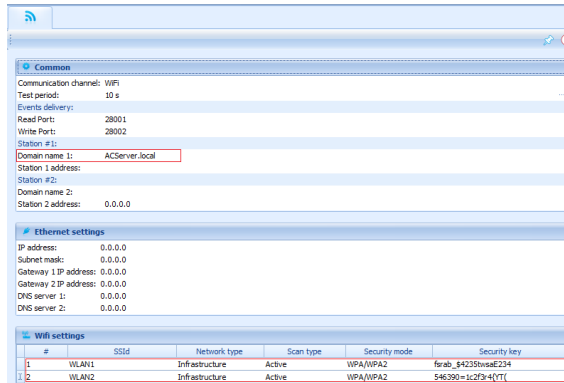 Common
Communication channel: WiFi
Test period: 10 s
Events delivery:
Read Port: 28001
Write Port: 28002
Station #1:
Domain name 1: ACServer.local
Station 1 address:
Station #2:
Domain name 2:
Station 2 address: 0.0.0.0
Ethernet settings
IP address: 0.0.0.0
Subnet mask: 0.0.0.0
Gateway 1 IP address: 0.0.0.0
Gateway 2 IP address: 0.0.0.0
DNS server 1: 0.0.0.0
DNS server 2: 0.0.0.0
Wifi settings
# SSId Network type Scan type Security mode Security key
1 WLAN1 Infrastructure Active WPA/WPA2 fsrab_$4235twsaE234
2 WLAN2 Infrastructure Active WPA/WPA2 546390=1c2f3r4{YT(